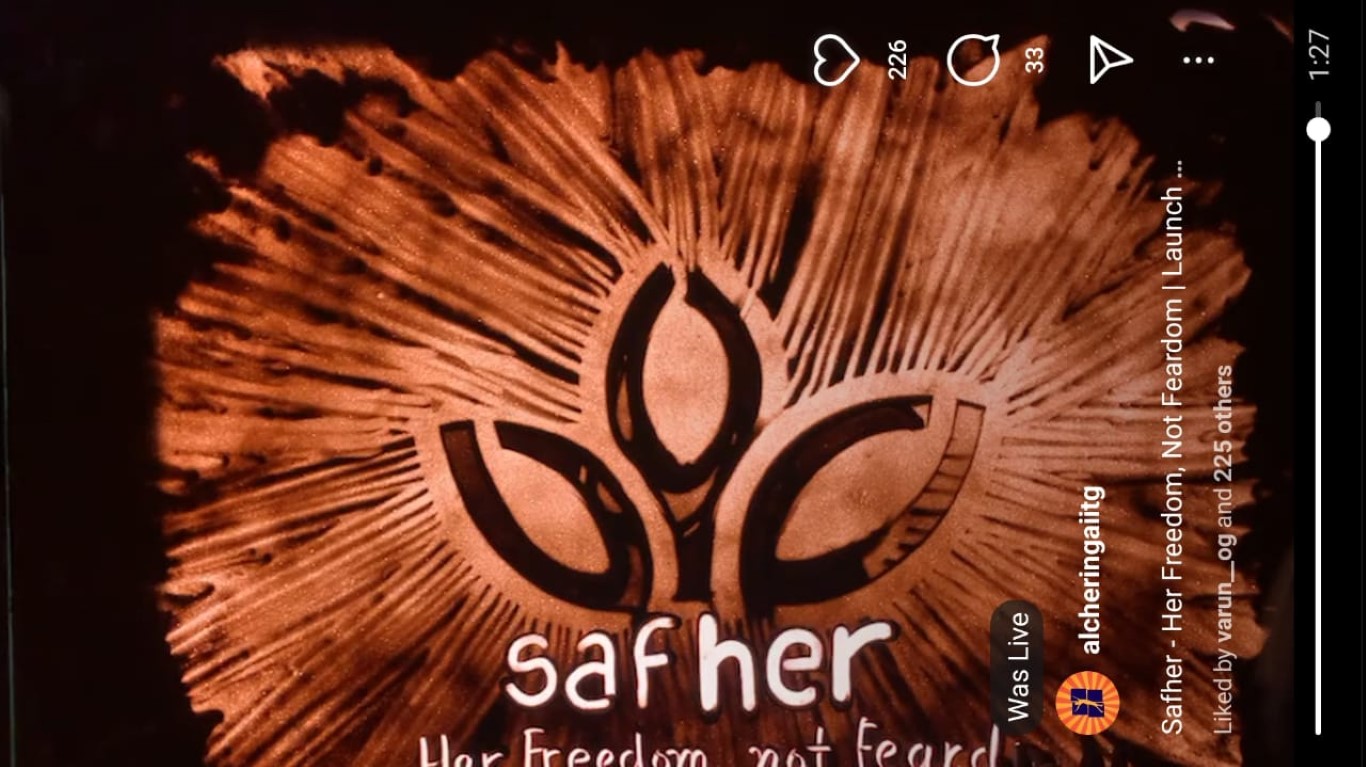 safher
Her Freedom, not Feard
226
33
Was Live
alcheringaiitg
Safher - Her Freedom, Not Feardom | Launch ...
Liked by varun__og and 225 others
1:27